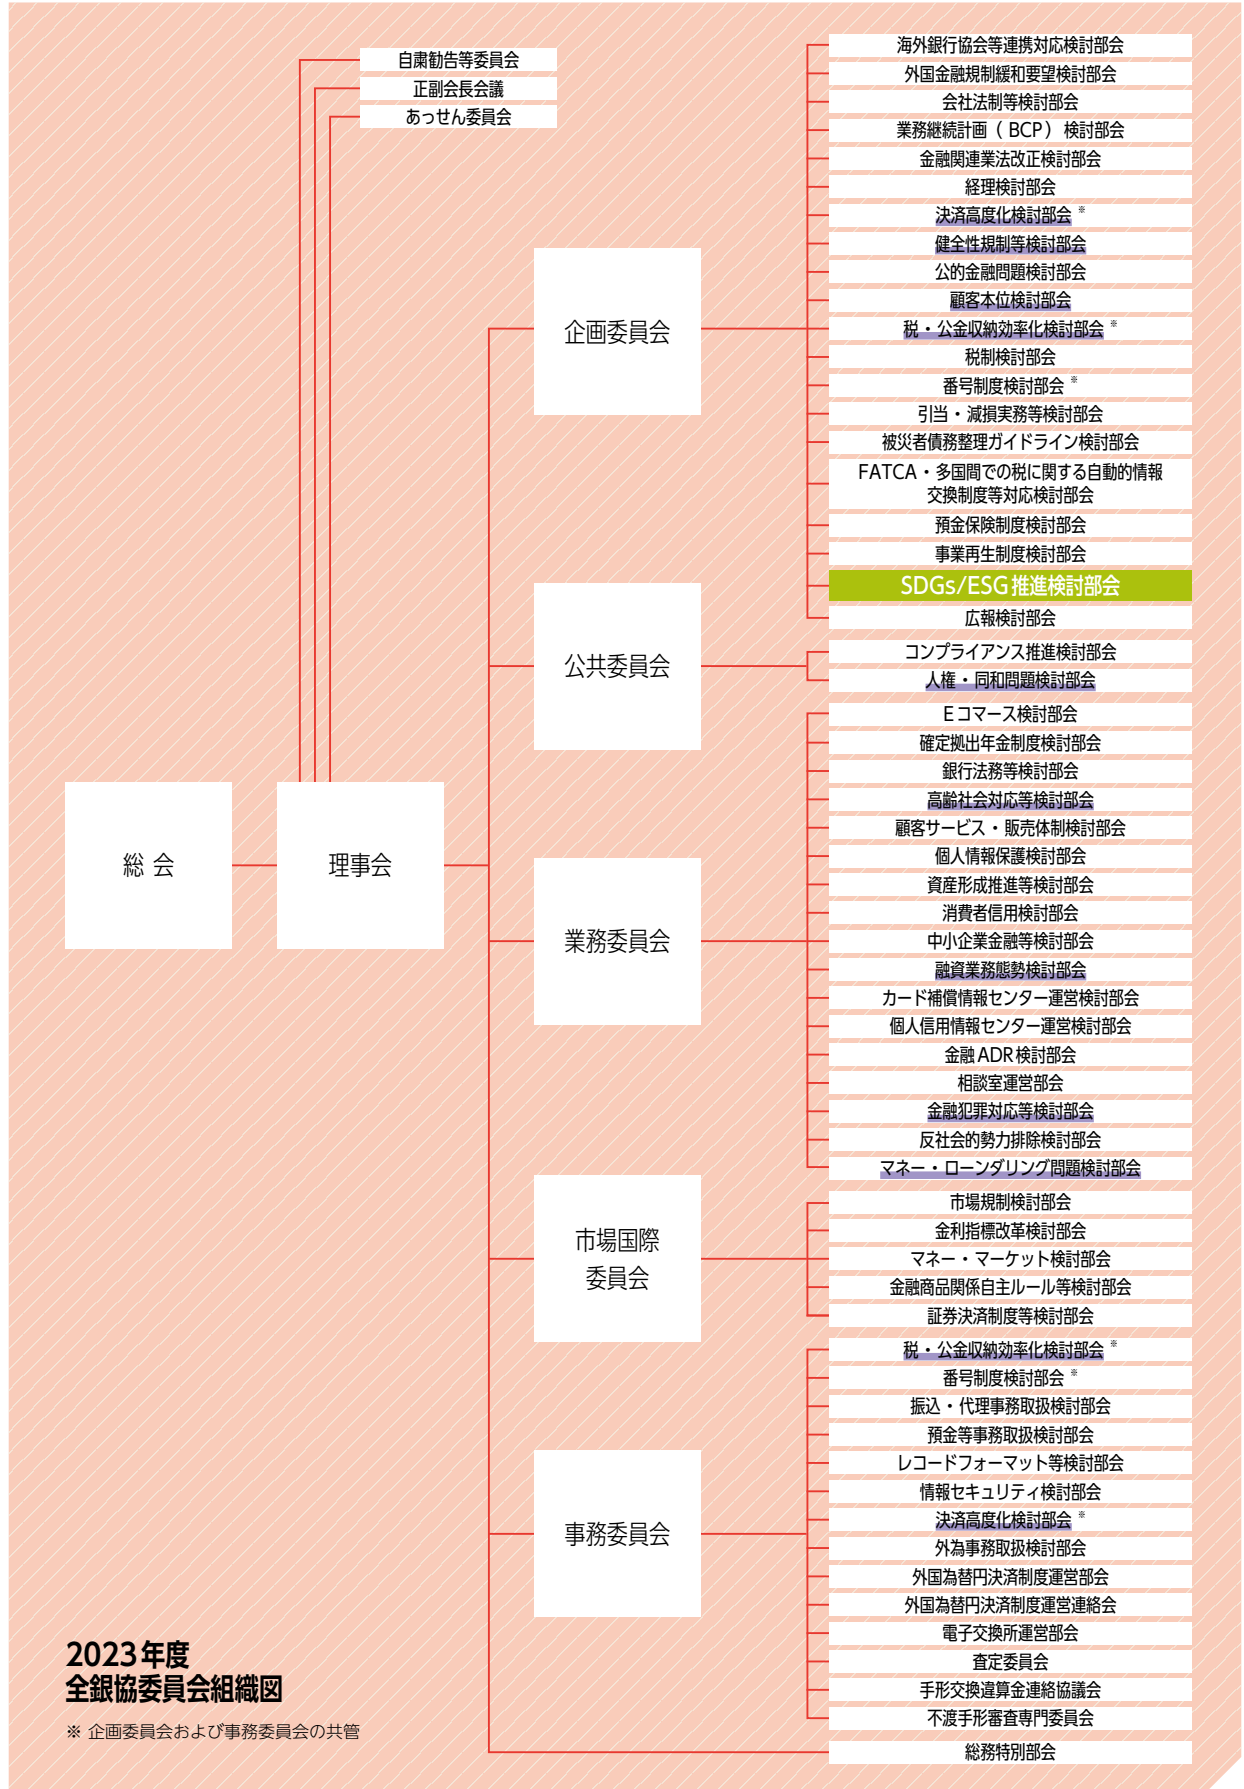 自粛勧告等委員会
正副会長会議
あっせん委員会
総 会
理事会
企画委員会
海外銀行協会等連携対応検討部会
外国金融規制緩和要望検討部会
会社法制等検討部会
業務継続計画（BCP）検討部会
金融関連業法改正検討部会
経理検討部会
決済高度化検討部会 ※
健全性規制等検討部会
公的金融問題検討部会
顧客本位検討部会
税・公金収納効率化検討部会 ※
税制検討部会
番号制度検討部会 ※
引当・減損実務等検討部会
被災者債務整理ガイドライン検討部会
FATCA・多国間での税に関する自動的情報
交換制度等対応検討部会
預金保険制度検討部会
事業再生制度検討部会
SDGs/ESG推進検討部会
広報検討部会
公共委員会
コンプライアンス推進検討部会
人権・同和問題検討部会
業務委員会
Eコマース検討部会
確定拠出年金制度検討部会
銀行法務等検討部会
高齢社会対応等検討部会
顧客サービス・販売体制検討部会
個人情報保護検討部会
資産形成推進等検討部会
消費者信用検討部会
中小企業金融等検討部会
融資業務態勢検討部会
カード補償情報センター運営検討部会
個人信用情報センター運営検討部会
金融ADR検討部会
相談室運営部会
金融犯罪対応等検討部会
反社会的勢力排除検討部会
マネー・ローンダリング問題検討部会
市場国際
委員会
市場規制検討部会
金利指標改革検討部会
マネー・マーケット検討部会
金融商品関係自主ルール等検討部会
証券決済制度等検討部会
事務委員会
税・公金収納効率化検討部会 ※
番号制度検討部会 ※
振込・代理事務取扱検討部会
預金等事務取扱検討部会
レコードフォーマット等検討部会
情報セキュリティ検討部会
決済高度化検討部会 ※
外為事務取扱検討部会
外国為替円決済制度運営部会
外国為替円決済制度運営連絡会
電子交換所運営部会
査定委員会
手形交換違算金連絡協議会
不渡手形審査専門委員会
総務特別部会
2023年度
全銀協委員会組織図
※ 企画委員会および事務委員会の共管